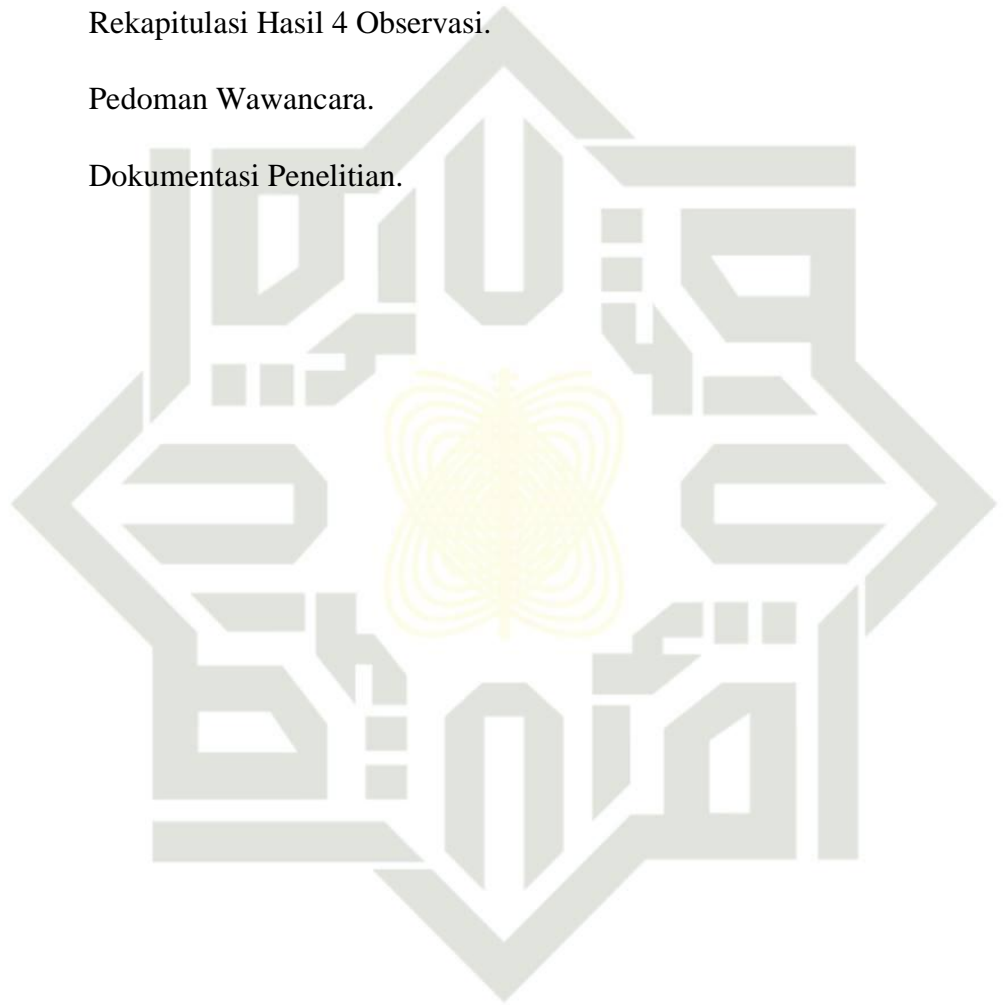 Rekapitulasi Hasil 4 Observasi.
Pedoman Wawancara.
Dokumentasi Penelitian.